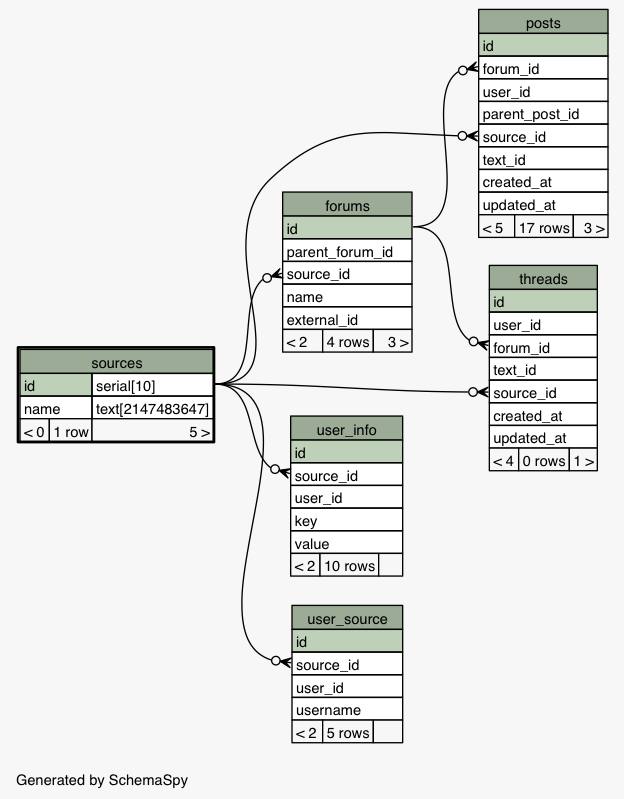 posts
id
forum_id
user_id
parent_post_id
source_id
text_id
created_at
updated_at
< 5 17 rows 3 >
forums
id
parent_forum_id
source_id
name
external_id
< 2 4 rows 3 >
threads
id
user_id
forum_id
text_id
source_id
created_at
updated_at
< 4 0 rows 1 >
sources
id serial[10]
name text[2147483647]
< 0 1 row 5 >
user_info
id
source_id
user_id
key
value
< 2 10 rows
user_source
id
source_id
user_id
username
< 2 5 rows
Generated by SchemaSpy